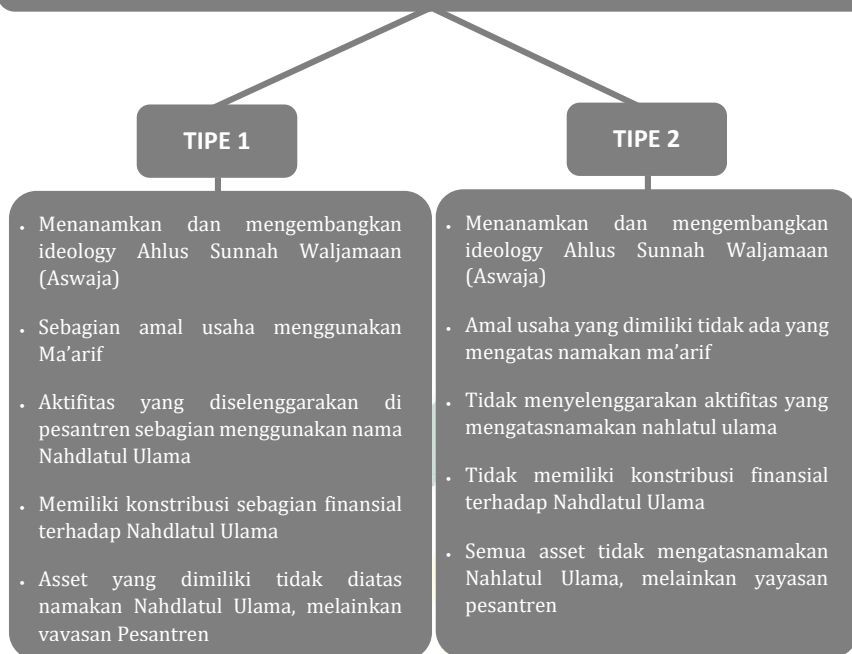 TIPE 1
Menanamkan dan mengembangkan
ideology Ahlus Sunnah Waljamaan
(Aswaja)
Sebagian amal usaha menggunakan
Ma'arif
Aktifitas yang diselenggarakan di
pesantren sebagian menggunakan nama
Nahdlatul Ulama
Memiliki konstribusi sebagian finansial
terhadap Nahdlatul Ulama
Asset yang dimiliki tidak diatas
namakan Nahdlatul Ulama, melainkan
yayasan Pesantren
TIPE 2
Menanamkan dan mengembangkan
ideology Ahlus Sunnah Waljamaan
(Aswaja)
Amal usaha yang dimiliki tidak ada yang
mengatas namakan ma'arif
Tidak menyelenggarakan aktifitas yang
mengatasnamakan nahlatul ulama
Tidak memiliki konstribusi finansial
terhadap Nahdlatul Ulama
Semua asset tidak mengatasnamakan
Nahlatul Ulama, melainkan yayasan
pesantren